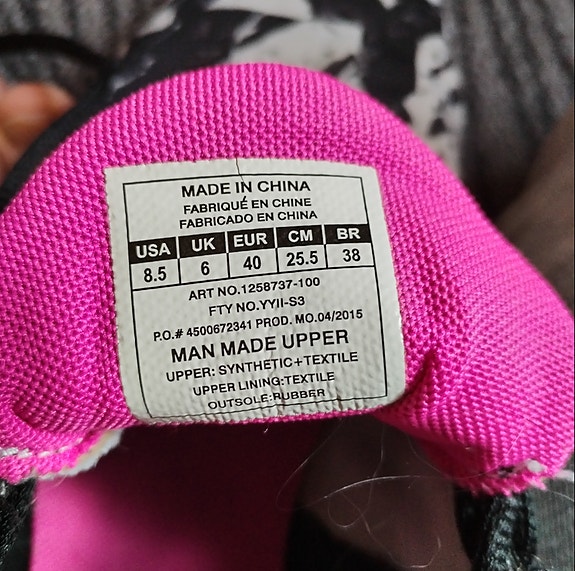 MADE IN CHINA
FABRIQUÉ EN CHINE
FABRICADO EN CHINA
USA UK EUR CM BR
8.5 6 40 25.5 38
ART NO.1258737-100
FTY NO.YYII-S3
P.O.# 4500672341 PROD. MO.04/2015
MAN MADE UPPER
UPPER: SYNTHETIC+TEXTILE
UPPER LINING:TEXTILE
OUTSOLE:RUBBER